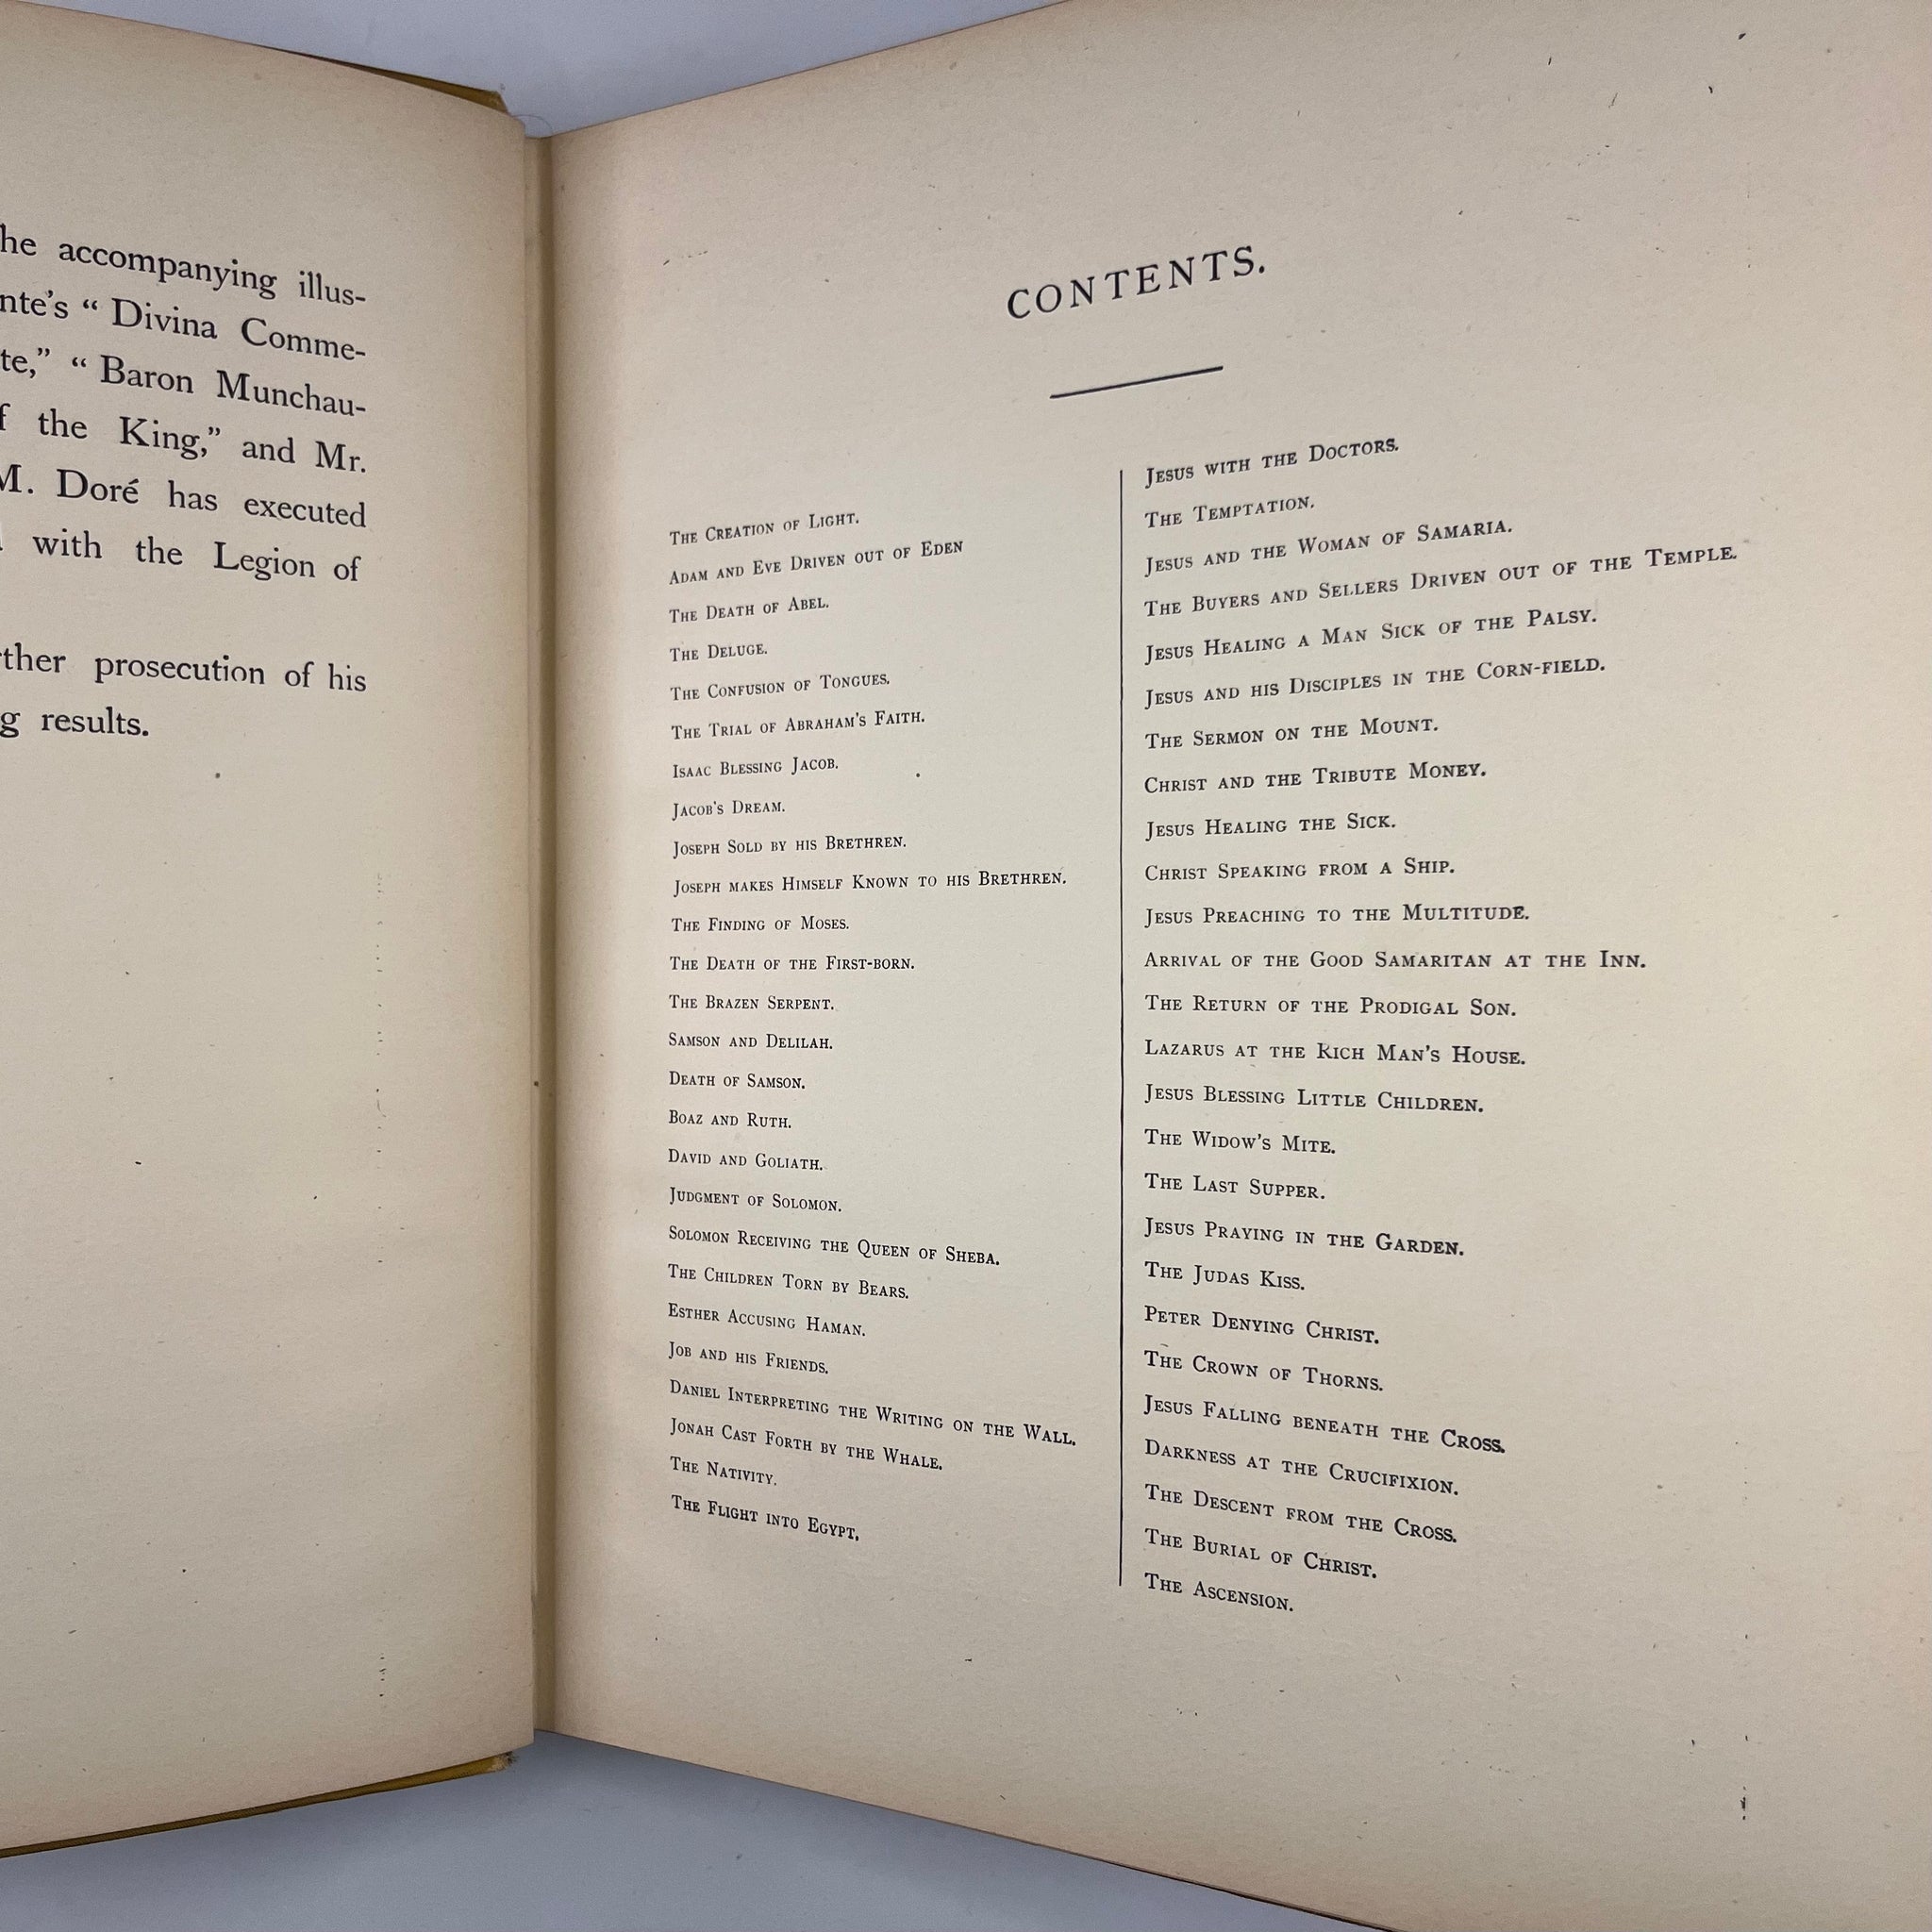 he accompanying illus-
nte's “ Divina Comme-
te,” “ Baron Munchau-
f the King,” and Mr.
M. Doré has executed
with the Legion of
ther prosecution of his
g results.
CONTENTS.
The Creation of Light.
Adam and Eve Driven out of Eden
The Death of Abel.
The Deluge.
The Confusion of Tongues.
The Trial of Abraham's Faith.
Isaac Blessing Jacob.
Jacob's Dream.
Joseph Sold by his Brethren.
Joseph makes Himself Known to his Brethren.
The Finding of Moses.
The Death of the First-born.
The Brazen Serpent.
Samson and Delilah.
Death of Samson.
Boaz and Ruth.
David and Goliath.
Judgment of Solomon.
Solomon Receiving the Queen of Sheba.
The Children Torn by Bears.
Esther Accusing Haman.
Job and his Friends.
Daniel Interpreting the Writing on the Wall.
Jonah Cast Forth by the Whale.
The Nativity.
The Flight into Egypt.
Jesus with the Doctors.
The Temptation.
Jesus and the Woman of Samaria.
The Buyers and Sellers Driven out of the Temple.
Jesus Healing a Man Sick of the Palsy.
Jesus and his Disciples in the Corn-field.
The Sermon on the Mount.
Christ and the Tribute Money.
Jesus Healing the Sick.
Christ Speaking from a Ship.
Jesus Preaching to the Multitude.
Arrival of the Good Samaritan at the Inn.
The Return of the Prodigal Son.
Lazarus at the Rich Man's House.
Jesus Blessing Little Children.
The Widow's Mite.
The Last Supper.
Jesus Praying in the Garden.
The Judas Kiss.
Peter Denying Christ.
The Crown of Thorns.
Jesus Falling beneath the Cross.
Darkness at the Crucifixion.
The Descent from the Cross.
The Burial of Christ.
The Ascension.